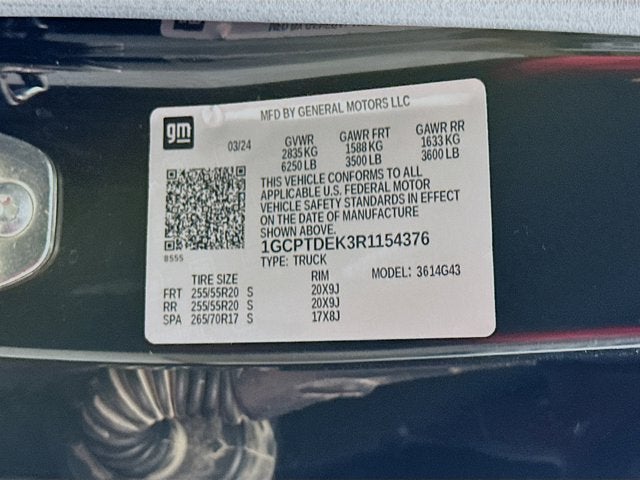 MFD BY GENERAL MOTORS LLC
gm
03/24 GVWR GAWR FRT GAWR RR
2835 KG 1588 KG 1633 KG
6250 LB 3500 LB 3600 LB
THIS VEHICLE CONFORMS TO ALL
APPLICABLE U.S. FEDERAL MOTOR
VEHICLE SAFETY STANDARDS IN EFFECT
ON THE DATE OF MANUFACTURE
SHOWN ABOVE.
1GCPTDEK3R1154376
8555 TYPE: TRUCK
MODEL: 3614G43
TIRE SIZE RIM
FRT 255/55R20 S 20X9J
RR 255/55R20 S 20X9J
SPA 265/70R17 S 17X8J